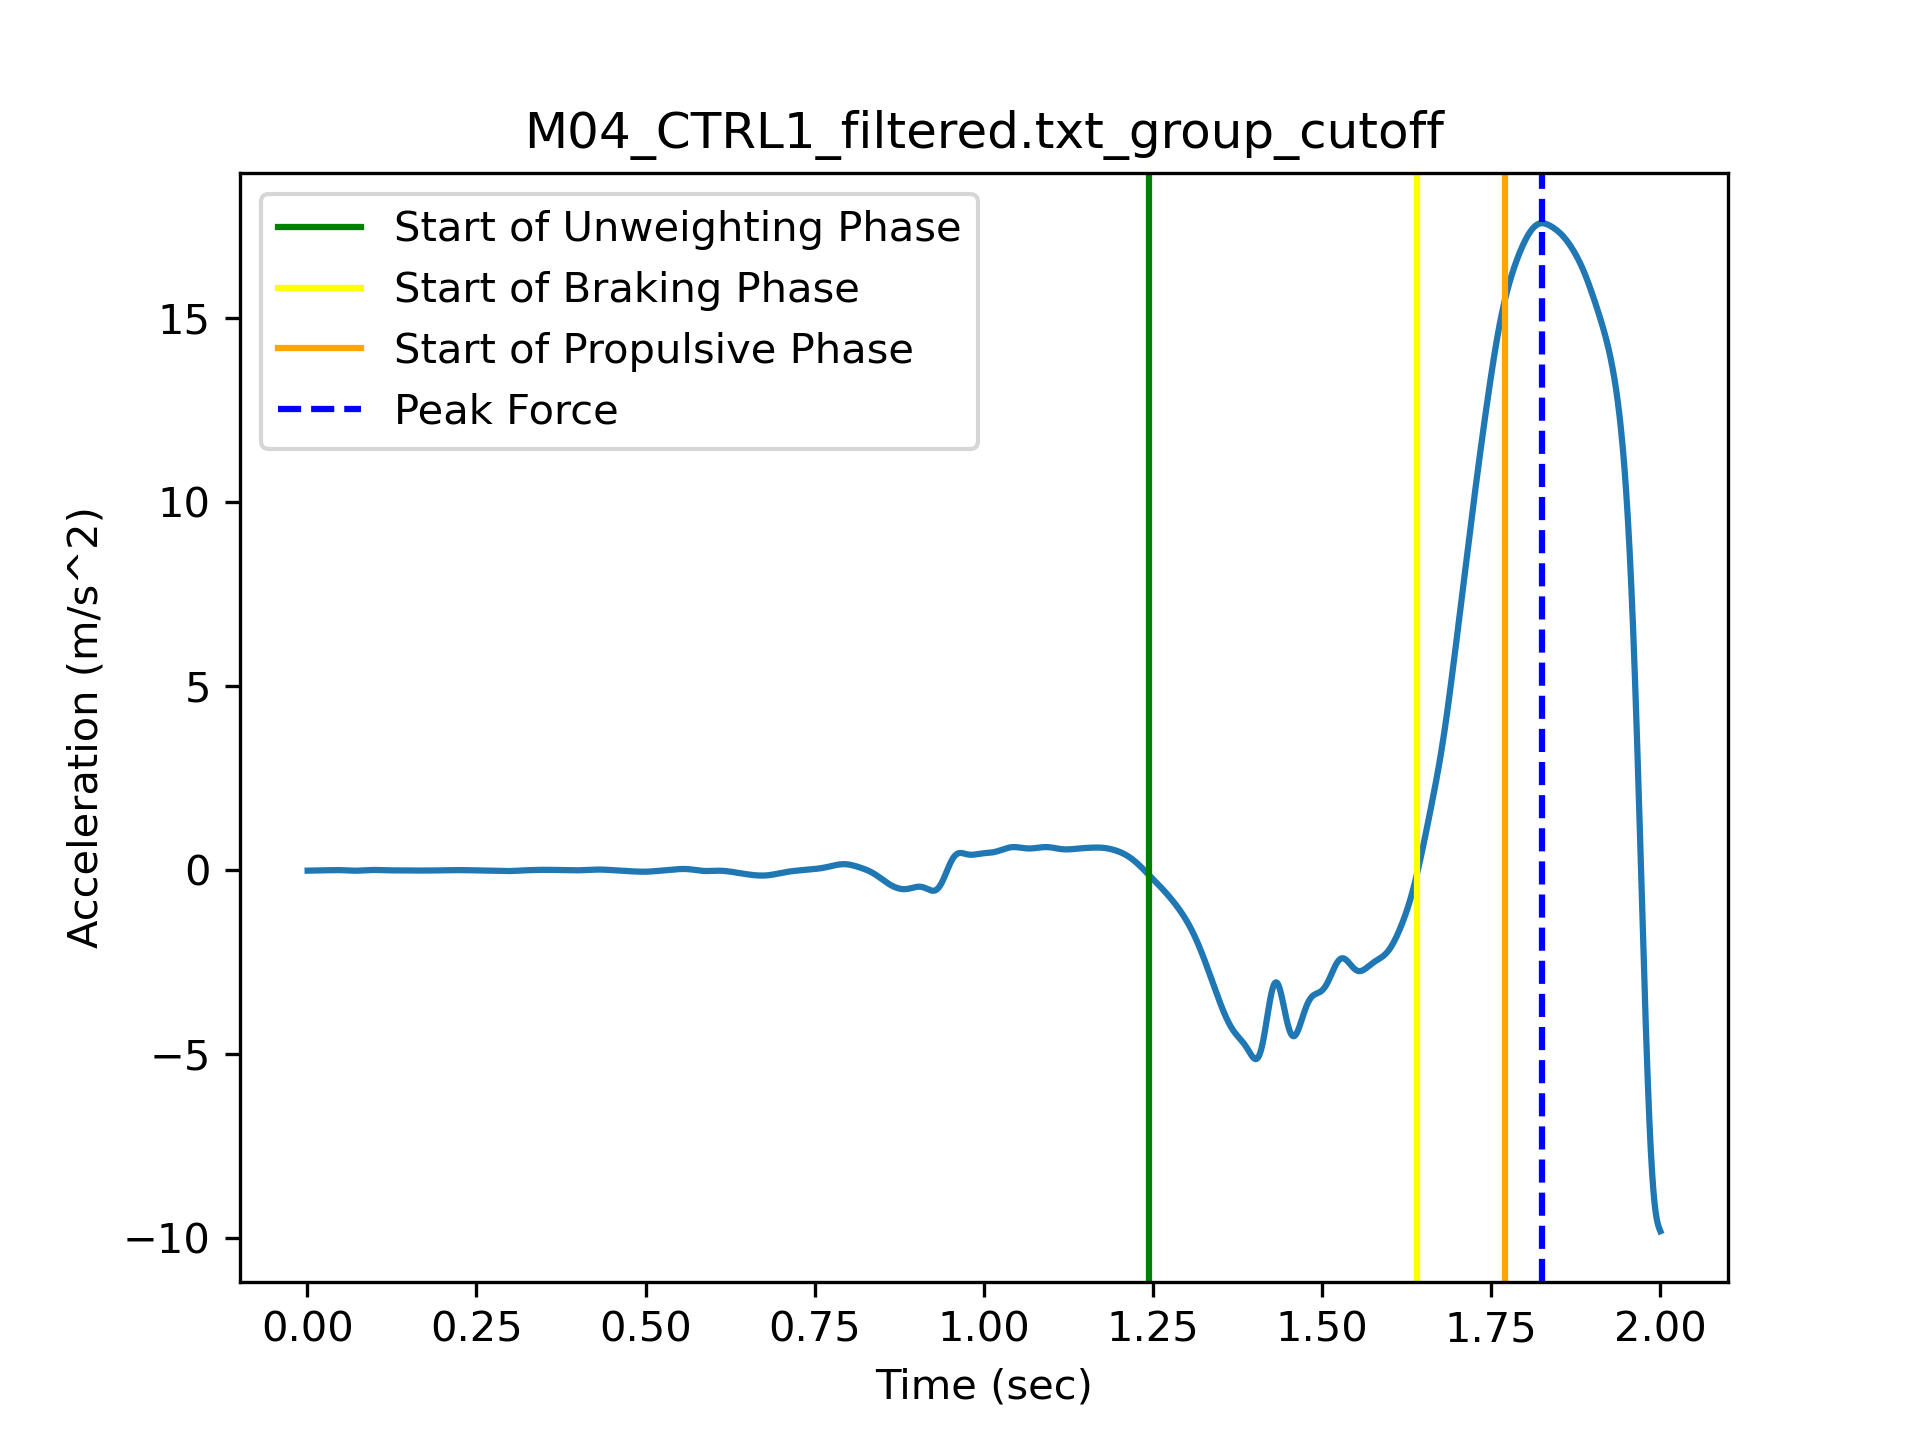 M04_CTRL1_filtered.txt_group_cutoff
Start of Unweighting Phase
Start of Braking Phase
Start of Propulsive Phase
Peak Force
Acceleration (m/s^2)
15
10
5
0
−5
−10
0.00 0.25 0.50 0.75 1.00 1.25 1.50 1.75 2.00
Time (sec)